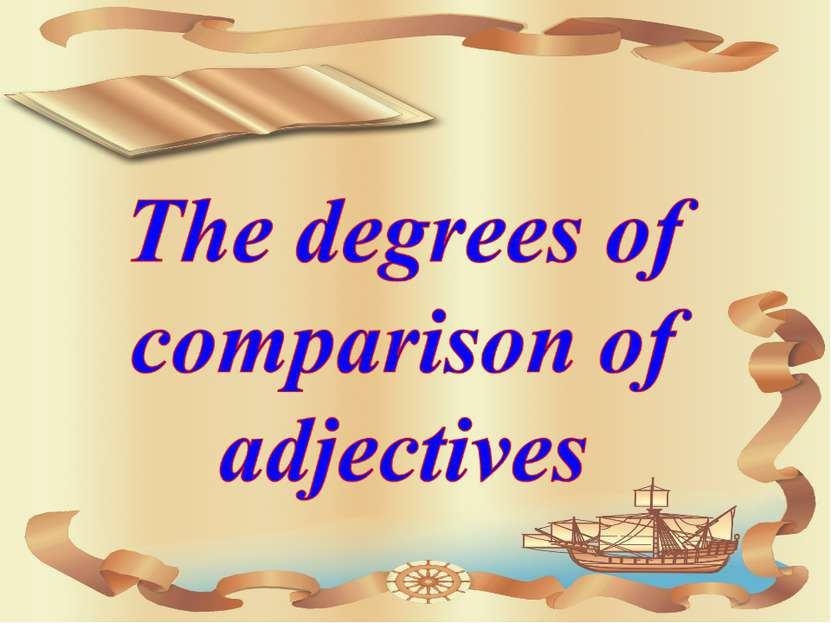 The degrees of
comparison of
adjectives